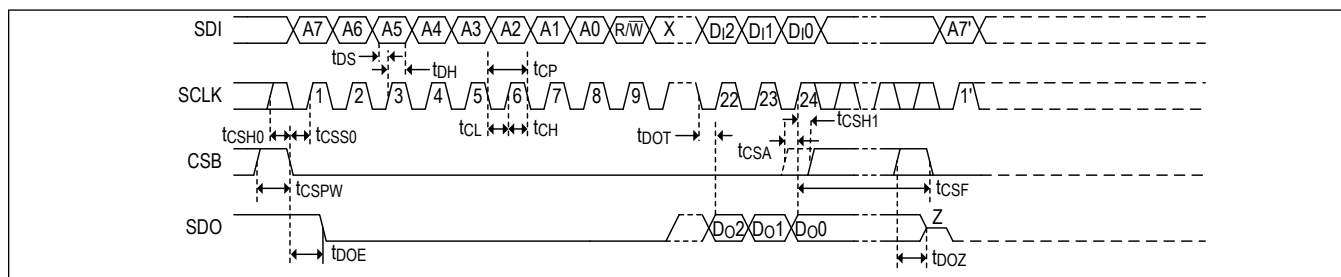 SDI A7 A6 A5 A4 A3 A2 A1 A0 R/W̅ X DI2 DI1 DI0 A7'
tDS tDH tCP
SCLK 1 2 3 4 5 6 7 8 9 22 23 24 1'
tCSH0 tCSS0 tCL tCH tDOT tCSA tCSH1
CSB
tCSPW tCSF
SDO DO2 DO1 DO0 Z
tDOE tDOZ